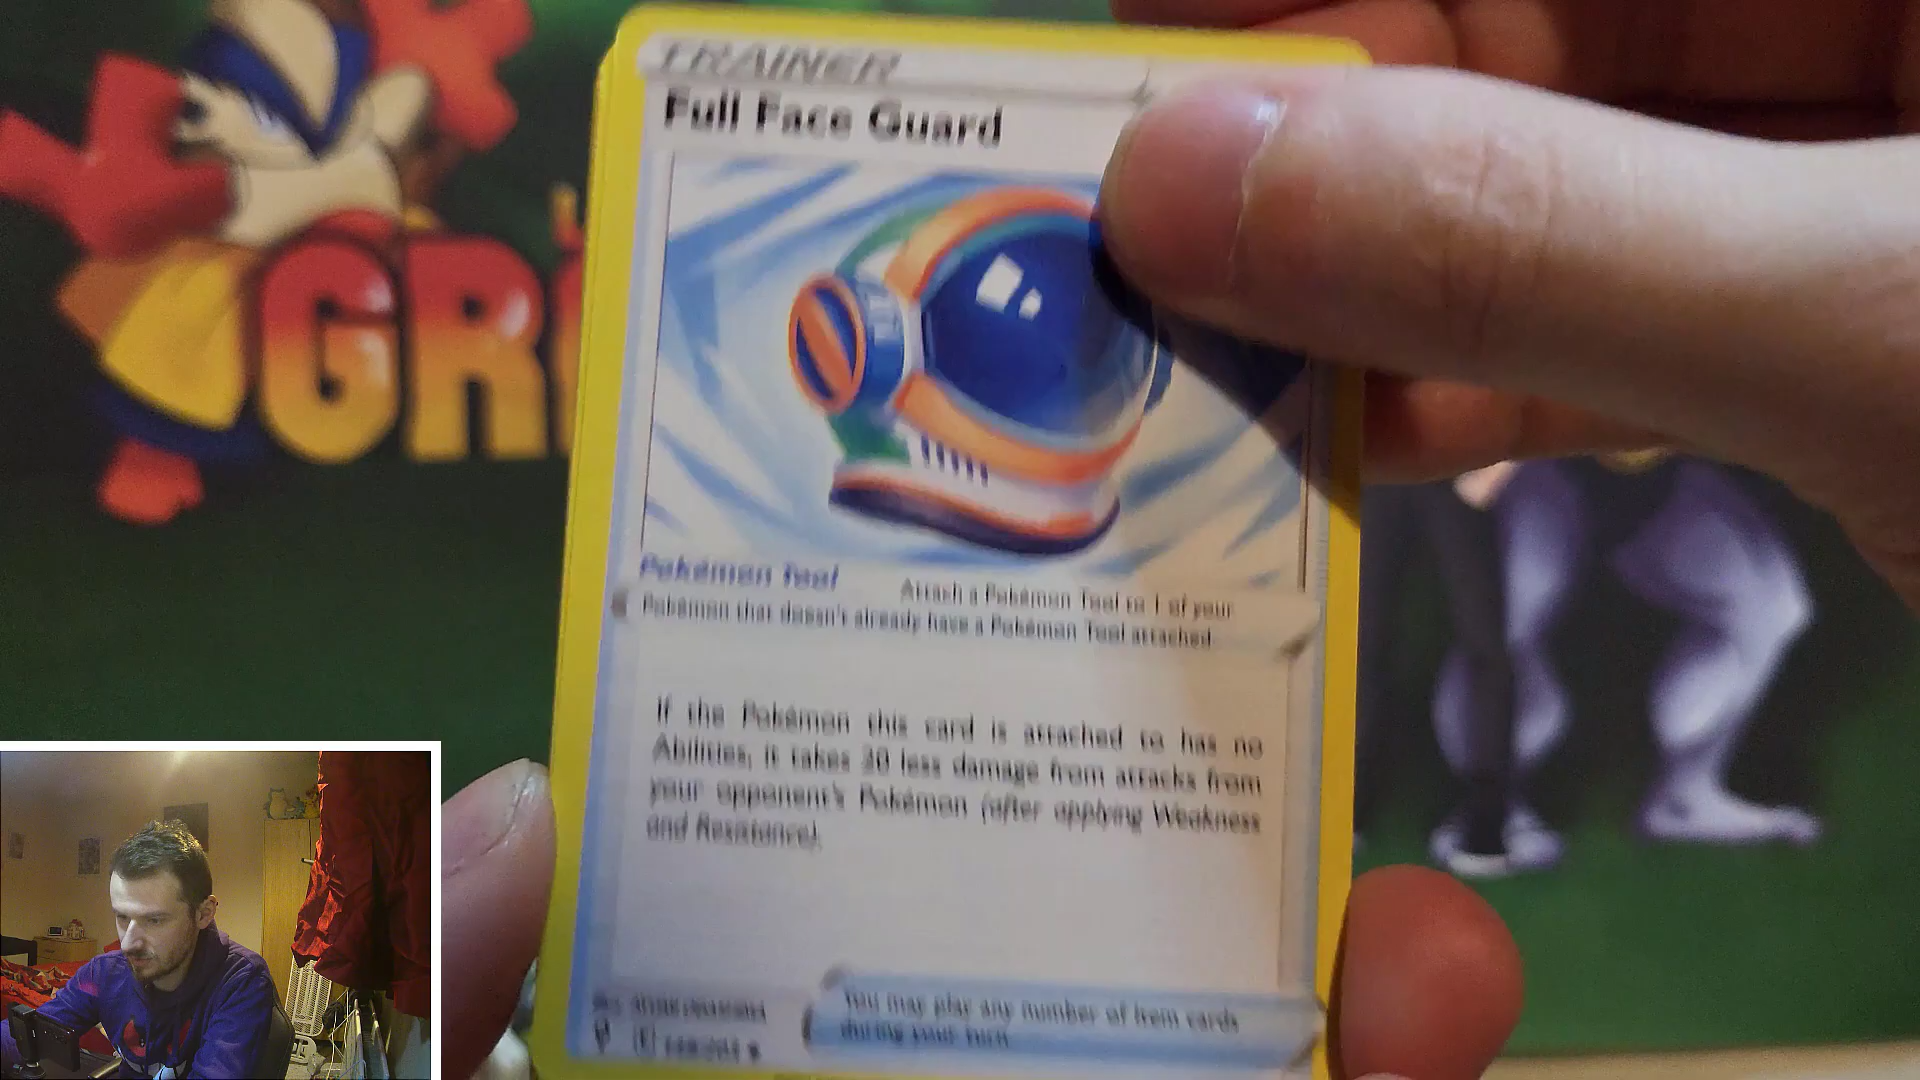 TRAINER
Full Face Guard
GR
Pokémon Tool
Attach a Pokémon Tool to 1 of your
Pokémon that doesn't already have a Pokémon Tool attached.
If the Pokémon this card is attached to has no
Abilities, it takes 20 less damage from attacks from
your opponent's Pokémon (after applying Weakness
and Resistance).
You may play any number of Item cards
during your turn.